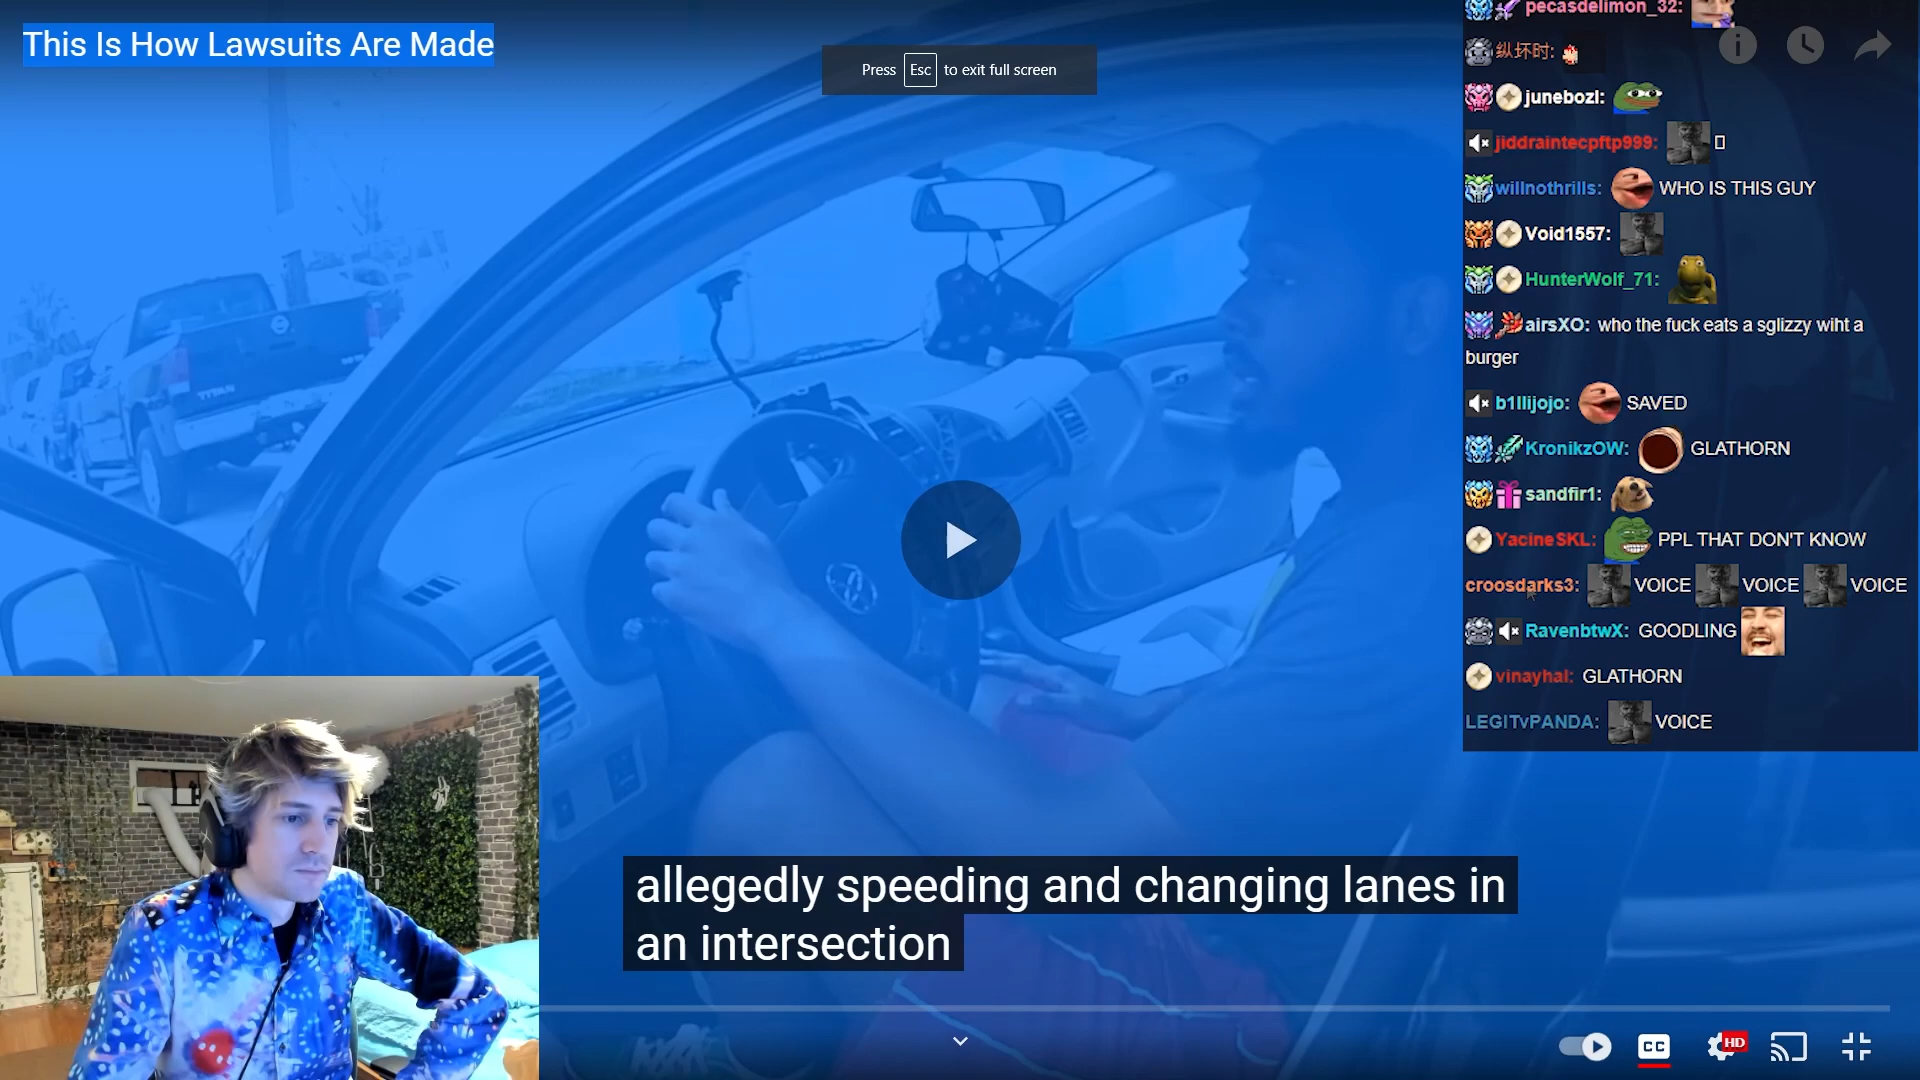 This Is How Lawsuits Are Made
Press Esc to exit full screen
pecasdelimon_32:
纵坏时:
junebozl:
jiddraintecpftp999:
willnothrills: WHO IS THIS GUY
Void1557:
HunterWolf_71:
airsXO: who the fuck eats a sglizzy wiht a
burger
b1llijojo: SAVED
KronikzOW: GLATHORN
sandfir1:
YacineSKL: PPL THAT DON'T KNOW
croosdarks3: VOICE VOICE VOICE
RavenbtwX: GOODLING
vinayhal: GLATHORN
LEGITvPANDA: VOICE
TITAN
allegedly speeding and changing lanes in
an intersection
CC
HD